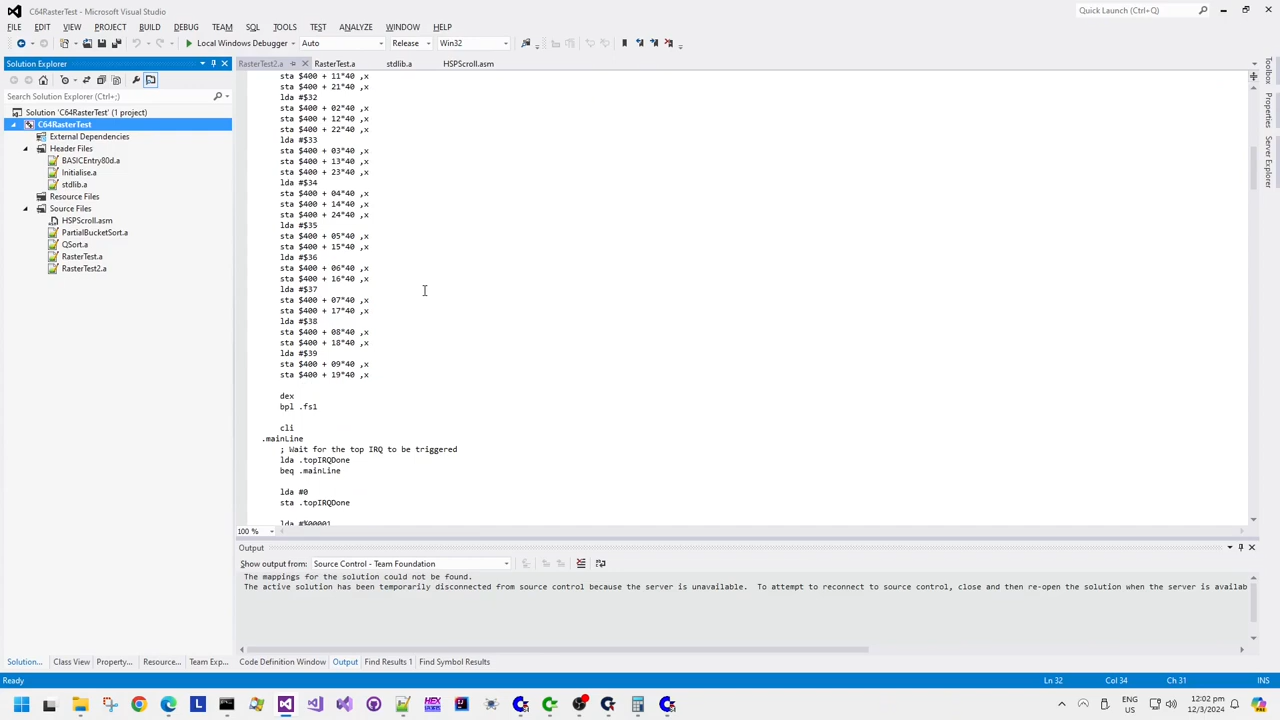 C64RasterTest - Microsoft Visual Studio
Quick Launch (Ctrl+Q)
FILE EDIT VIEW PROJECT BUILD DEBUG TEAM SQL TOOLS TEST ANALYZE WINDOW HELP
Local Windows Debugger Auto Release Win32
Solution Explorer
Search Solution Explorer (Ctrl+;)
Solution 'C64RasterTest' (1 project)
C64RasterTest
External Dependencies
Header Files
BASICEntry80d.a
Initialise.a
stdlib.a
Resource Files
Source Files
HSPScroll.asm
PartialBucketSort.a
QSort.a
RasterTest.a
RasterTest2.a
RasterTest2.a RasterTest.a stdlib.a HSPScroll.asm
sta $400 + 11*40 ,x
sta $400 + 21*40 ,x
lda #$32
sta $400 + 02*40 ,x
sta $400 + 12*40 ,x
sta $400 + 22*40 ,x
lda #$33
sta $400 + 03*40 ,x
sta $400 + 13*40 ,x
sta $400 + 23*40 ,x
lda #$34
sta $400 + 04*40 ,x
sta $400 + 14*40 ,x
sta $400 + 24*40 ,x
lda #$35
sta $400 + 05*40 ,x
sta $400 + 15*40 ,x
lda #$36
sta $400 + 06*40 ,x
sta $400 + 16*40 ,x
lda #$37
sta $400 + 07*40 ,x
sta $400 + 17*40 ,x
lda #$38
sta $400 + 08*40 ,x
sta $400 + 18*40 ,x
lda #$39
sta $400 + 09*40 ,x
sta $400 + 19*40 ,x
dex
bpl .fs1
cli
.mainLine
; Wait for the top IRQ to be triggered
lda .topIRQDone
beq .mainLine
lda #0
sta .topIRQDone
lda #%00001
100 %
Toolbox
Properties
Server Explorer
Output
Show output from: Source Control - Team Foundation
The mappings for the solution could not be found.
The active solution has been temporarily disconnected from source control because the server is unavailable.  To attempt to reconnect to source control, close and then re-open the solution when the server is availab
Solution... Class View Property... Resource... Team Exp... Code Definition Window Output Find Results 1 Find Symbol Results
Ready Ln 32 Col 34 Ch 31 INS
ENG
US
12:02 pm
12/3/2024